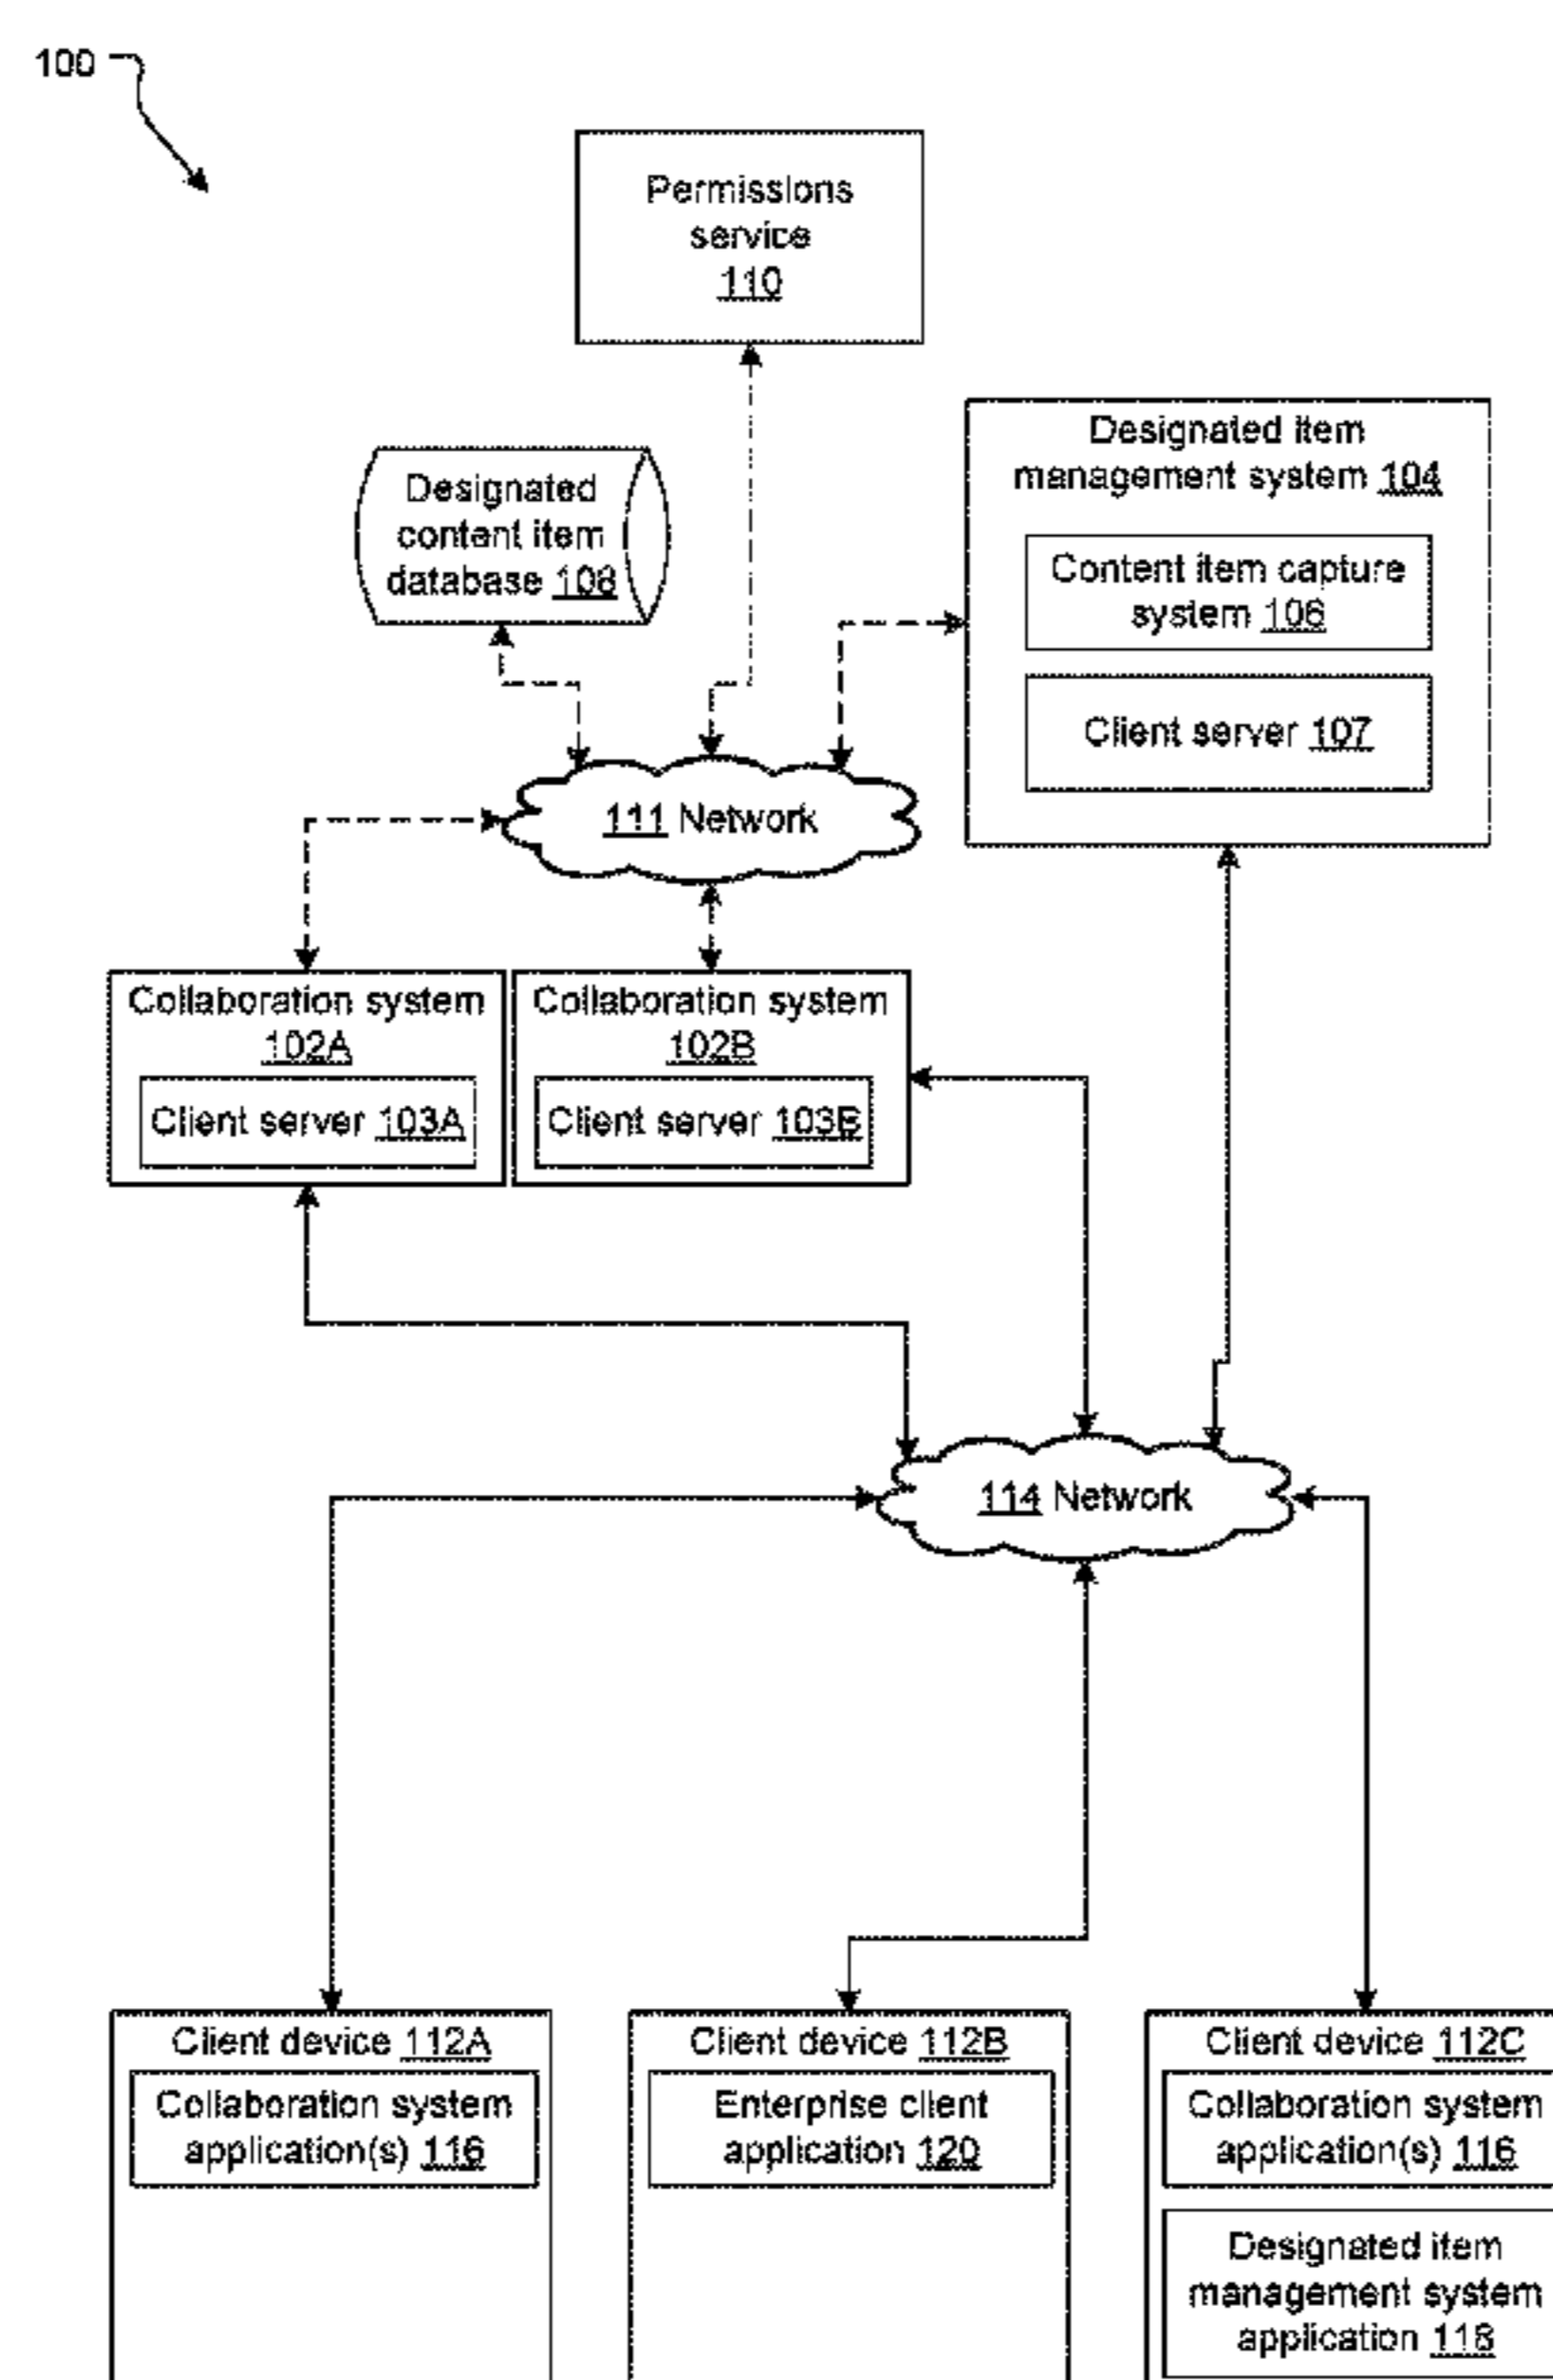 100
Permissions
service
110
Designated item
management system 104
Designated
content item
database 108
Content item capture
system 106
Client server 107
111 Network
Collaboration system
102A
Client server 103A
Collaboration system
102B
Client server 103B
114 Network
Client device 112A
Collaboration system
application(s) 116
Client device 112B
Enterprise client
application 120
Client device 112C
Collaboration system
application(s) 116
Designated item
management system
application 118